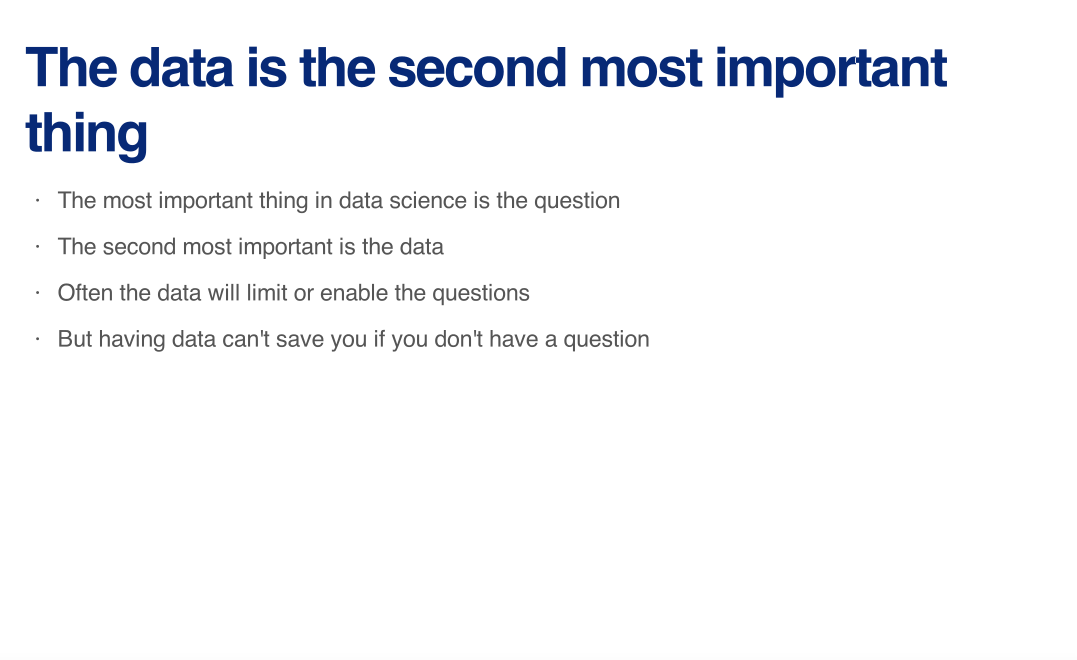 The data is the second most important
thing
· The most important thing in data science is the question
· The second most important is the data
· Often the data will limit or enable the questions
· But having data can't save you if you don't have a question